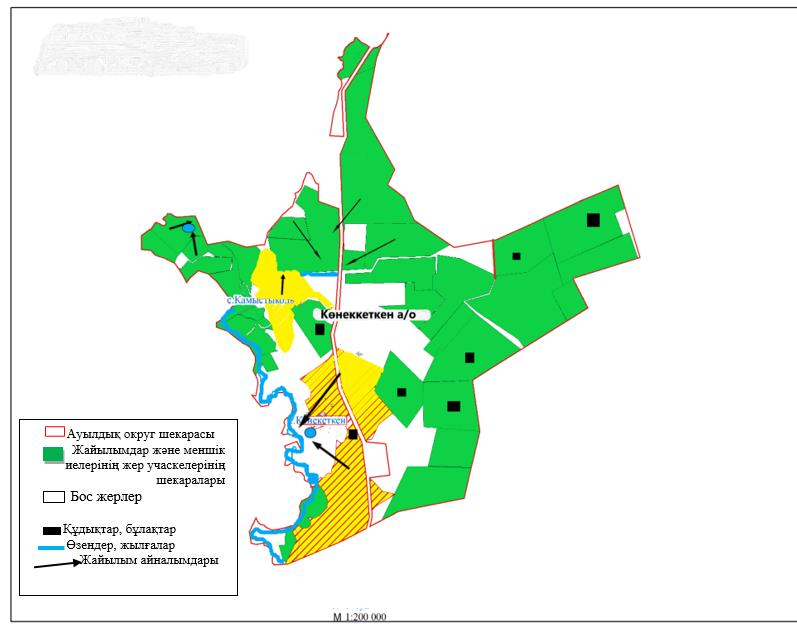 с.Камыстыколь
Көнеккеткен а/о
Көнекеткен
Ауылдық округ шекарасы
Жайылымдар және меншік
иелерінің жер учаскелерінің
шекаралары
Бос жерлер
Құдықтар, бұлақтар
Өзендер, жылғалар
Жайылым айналымдары
М 1:200 000